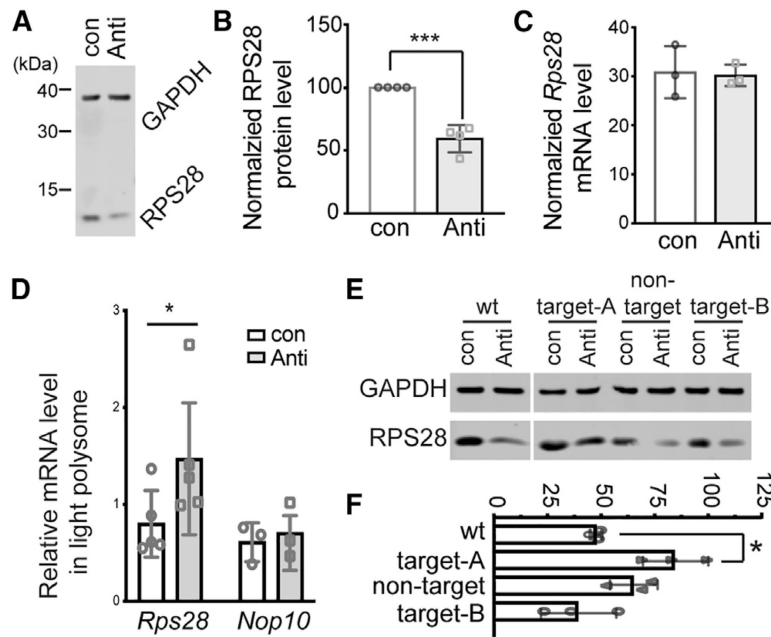 A
con
Anti
(kDa)
40
30
15
GAPDH
RPS28
B
Normalzied RPS28
protein level
150
100
50
0
***
con
Anti
C
Normalzied Rps28
mRNA level
40
30
20
10
0
con
Anti
D
Relative mRNA level
in light polysome
3
2
1
0
*
con
Anti
Rps28
Nop10
E
wt
target-A
non-
target
target-B
con
Anti
con
Anti
con
Anti
con
Anti
GAPDH
RPS28
F
0
25
50
75
100
125
wt
target-A
non-target
target-B
*